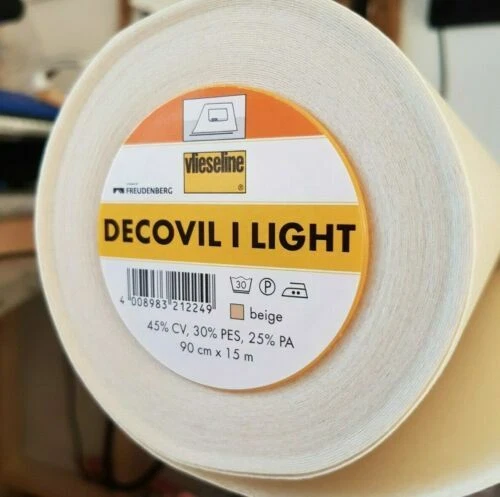 vlieseline
®
FREUDENBERG
DECOVIL I LIGHT
4 008983 212249
30 P
beige
45% CV, 30% PES, 25% PA
90 cm x 15 m